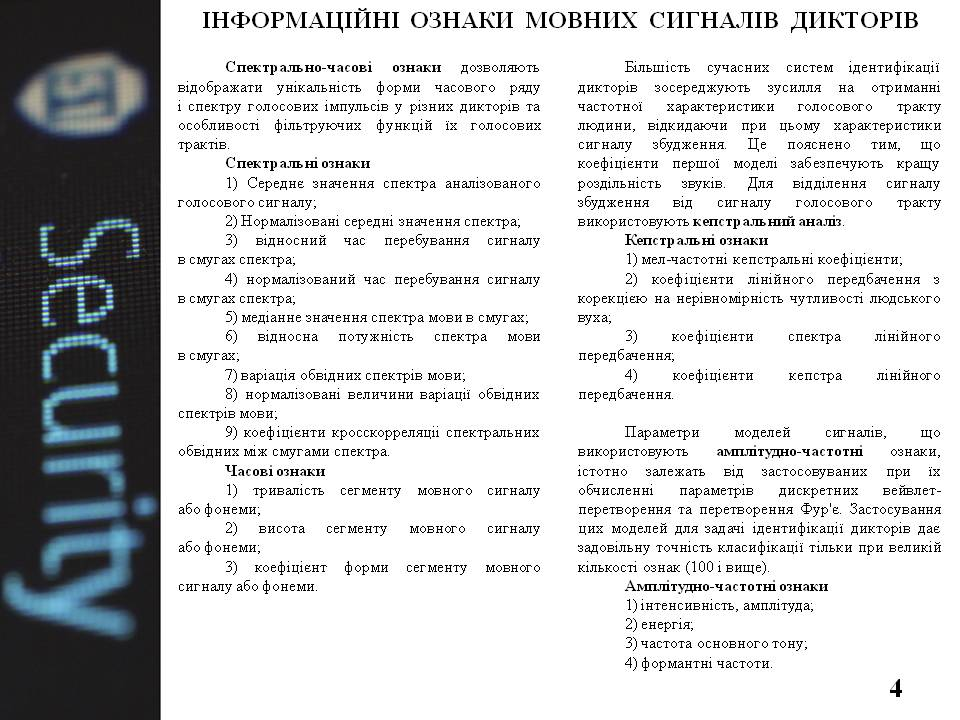 ІНФОРМАЦІЙНІ ОЗНАКИ МОВНИХ СИГНАЛІВ ДИКТОРІВ
Спектрально-часові ознаки дозволяють
відображати унікальність форми часового ряду
і спектру голосових імпульсів у різних дикторів та
особливості фільтруючих функцій їх голосових
трактів.
Спектральні ознаки
1) Середнє значення спектра аналізованого
голосового сигналу;
2) Нормалізовані середні значення спектра;
3) відносний час перебування сигналу
в смугах спектра;
4) нормалізований час перебування сигналу
в смугах спектра;
5) медіанне значення спектра мови в смугах;
6) відносна потужність спектра мови
в смугах;
7) варіація обвідних спектрів мови;
8) нормалізовані величини варіації обвідних
спектрів мови;
9) коефіцієнти кросскорреляціі спектральних
обвідних між смугами спектра.
Часові ознаки
1) тривалість сегменту мовного сигналу
або фонеми;
2) висота сегменту мовного сигналу
або фонеми;
3) коефіцієнт форми сегменту мовного
сигналу або фонеми.
Більшість сучасних систем ідентифікації
дикторів зосереджують зусилля на отриманні
частотної характеристики голосового тракту
людини, відкидаючи при цьому характеристики
сигналу збудження. Це пояснено тим, що
коефіцієнти першої моделі забезпечують кращу
роздільність звуків. Для відділення сигналу
збудження від сигналу голосового тракту
використовують кепстральний аналіз.
Кепстральні ознаки
1) мел-частотні кепстральні коефіцієнти;
2) коефіцієнти лінійного передбачення з
корекцією на нерівномірність чутливості людського
вуха;
3) коефіцієнти спектра лінійного
передбачення;
4) коефіцієнти кепстра лінійного
передбачення.
Параметри моделей сигналів, що
використовують амплітудно-частотні ознаки,
істотно залежать від застосовуваних при їх
обчисленні параметрів дискретних вейвлет-
перетворення та перетворення Фур'є. Застосування
цих моделей для задачі ідентифікації дикторів дає
задовільну точність класифікації тільки при великій
кількості ознак (100 і вище).
Амплітудно-частотні ознаки
1) інтенсивність, амплітуда;
2) енергія;
3) частота основного тону;
4) формантні частоти.
4
Security